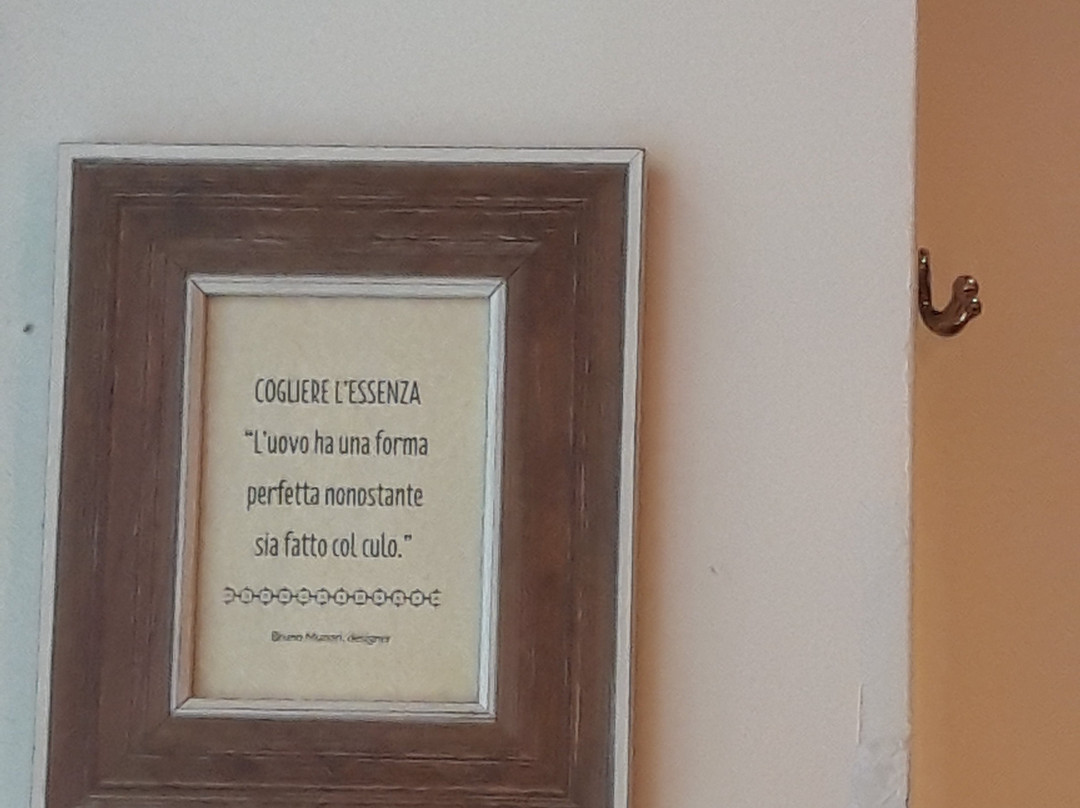 COGLIERE L'ESSENZA
“L'uovo ha una forma
perfetta nonostante
sia fatto col culo.”
Bruno Munari, designer